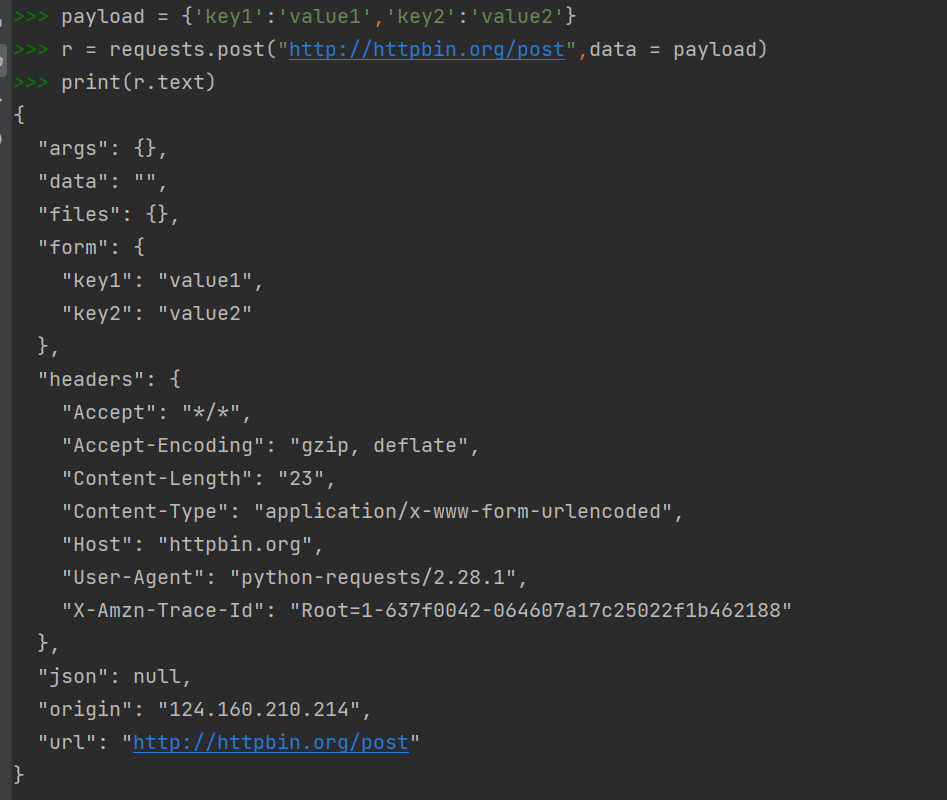 >>> payload = {'key1':'value1','key2':'value2'}
>>> r = requests.post("http://httpbin.org/post",data = payload)
>>> print(r.text)
{
  "args": {},
  "data": "",
  "files": {},
  "form": {
    "key1": "value1",
    "key2": "value2"
  },
  "headers": {
    "Accept": "*/*",
    "Accept-Encoding": "gzip, deflate",
    "Content-Length": "23",
    "Content-Type": "application/x-www-form-urlencoded",
    "Host": "httpbin.org",
    "User-Agent": "python-requests/2.28.1",
    "X-Amzn-Trace-Id": "Root=1-637f0042-064607a17c25022f1b462188"
  },
  "json": null,
  "origin": "124.160.210.214",
  "url": "http://httpbin.org/post"
}